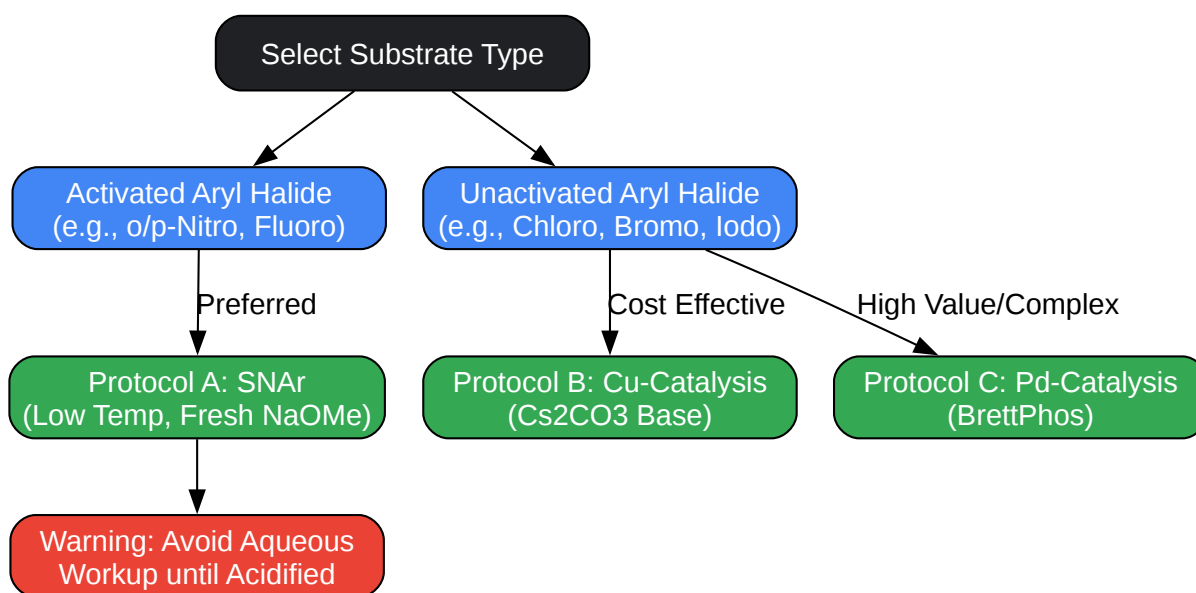 Select Substrate Type
Activated Aryl Halide
(e.g., o/p-Nitro, Fluoro)
Unactivated Aryl Halide
(e.g., Chloro, Bromo, Iodo)
Preferred
Cost Effective
High Value/Complex
Protocol A: SNAr
(Low Temp, Fresh NaOMe)
Protocol B: Cu-Catalysis
(Cs2CO3 Base)
Protocol C: Pd-Catalysis
(BrettPhos)
Warning: Avoid Aqueous
Workup until Acidified